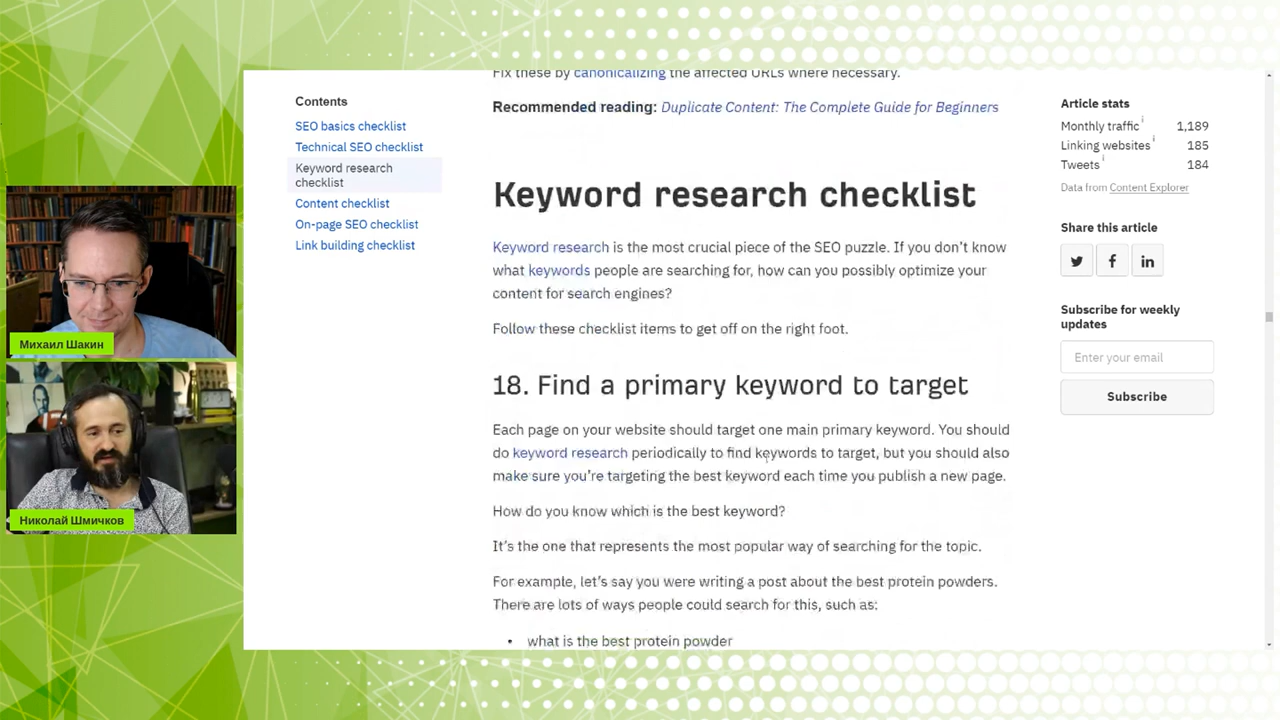 Fix these by canonicalizing the affected URLs where necessary.
Recommended reading: Duplicate Content: The Complete Guide for Beginners
Contents
SEO basics checklist
Technical SEO checklist
Keyword research
checklist
Content checklist
On-page SEO checklist
Link building checklist
Keyword research checklist
Keyword research is the most crucial piece of the SEO puzzle. If you don't know
what keywords people are searching for, how can you possibly optimize your
content for search engines?
Follow these checklist items to get off on the right foot.
18. Find a primary keyword to target
Each page on your website should target one main primary keyword. You should
do keyword research periodically to find keywords to target, but you should also
make sure you're targeting the best keyword each time you publish a new page.
How do you know which is the best keyword?
It's the one that represents the most popular way of searching for the topic.
For example, let's say you were writing a post about the best protein powders.
There are lots of ways people could search for this, such as:
• what is the best protein powder
Article stats
Monthly traffic i 1,189
Linking websites i 185
Tweets i 184
Data from Content Explorer
Share this article
Subscribe for weekly
updates
Enter your email
Subscribe
Михаил Шакин
Николай Шмичков